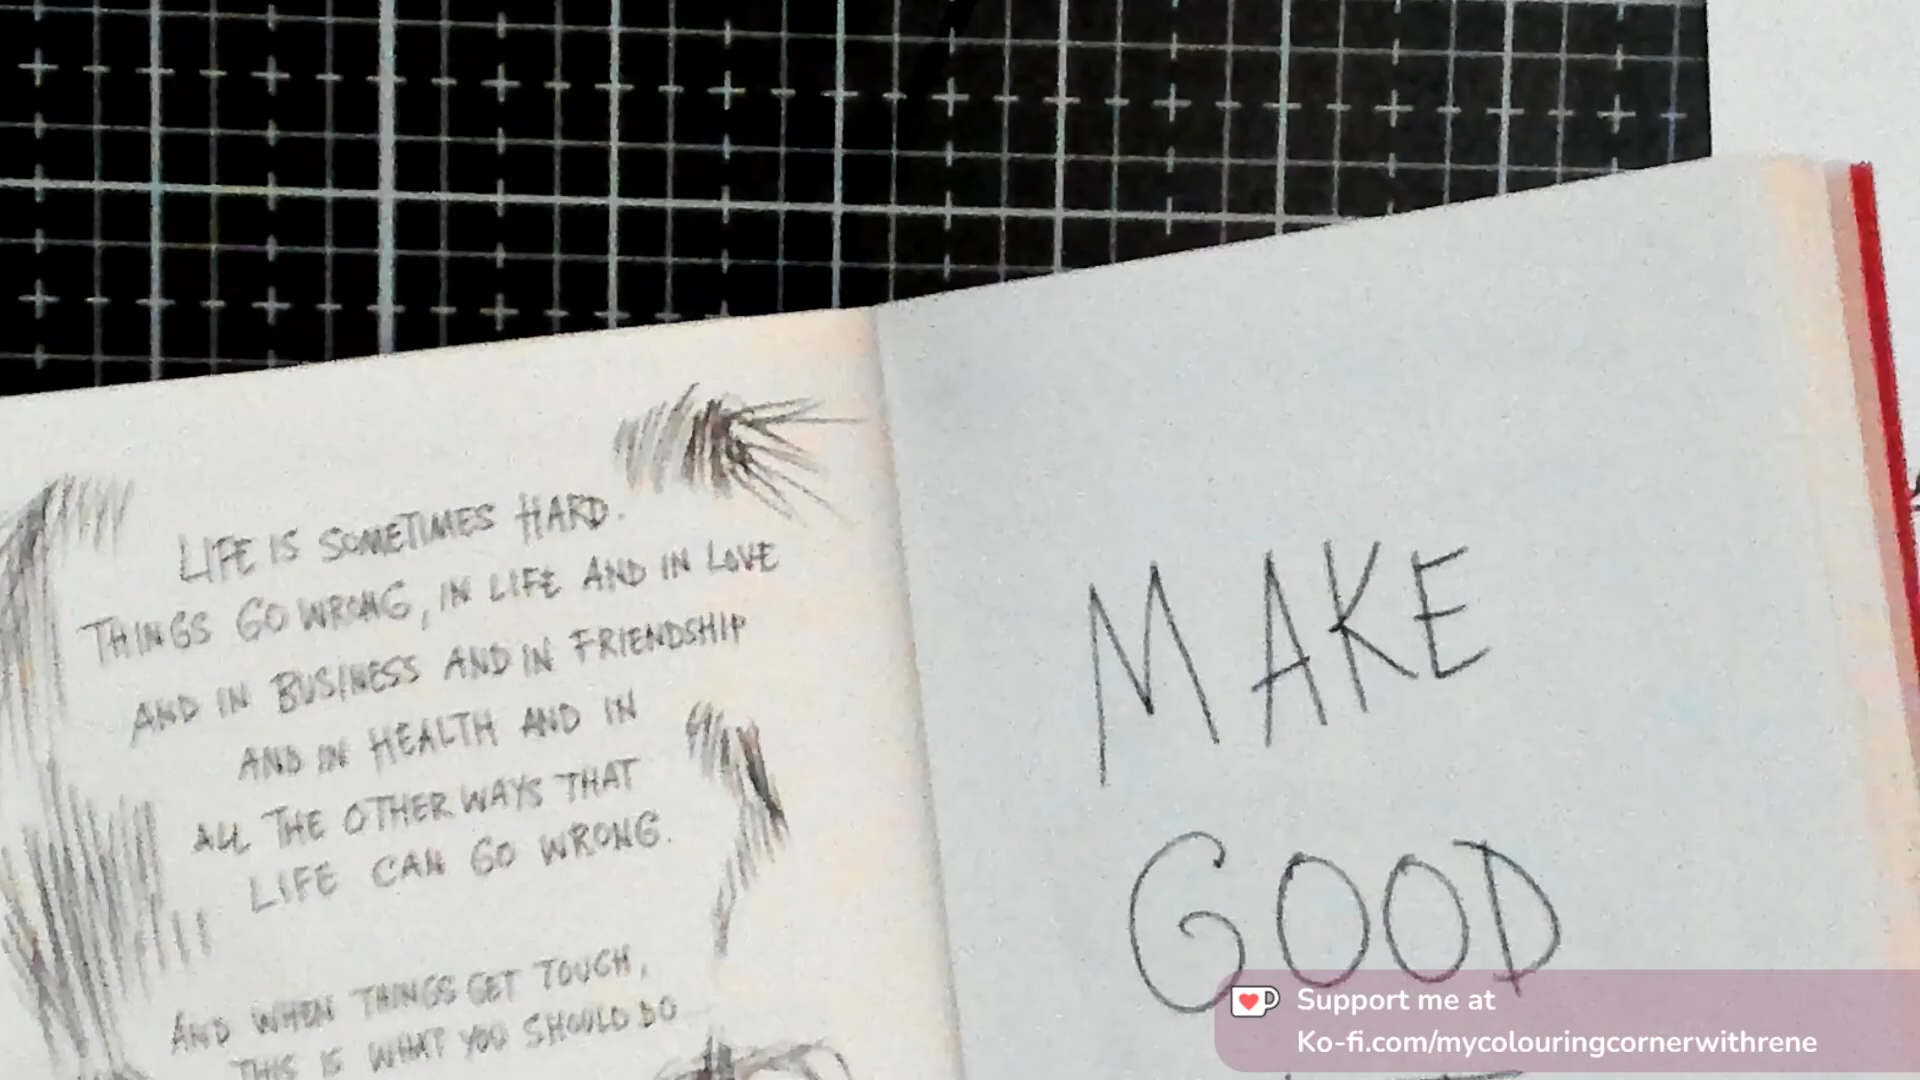 LIFE IS SOMETIMES HARD.
THINGS GO WRONG, IN LIFE AND IN LOVE
AND IN BUSINESS AND IN FRIENDSHIP
AND IN HEALTH AND IN
ALL THE OTHER WAYS THAT
LIFE CAN GO WRONG.
AND WHEN THINGS GET TOUGH,
THIS IS WHAT YOU SHOULD DO
MAKE
GOOD
Support me at
Ko-fi.com/mycolouringcornerwithrene